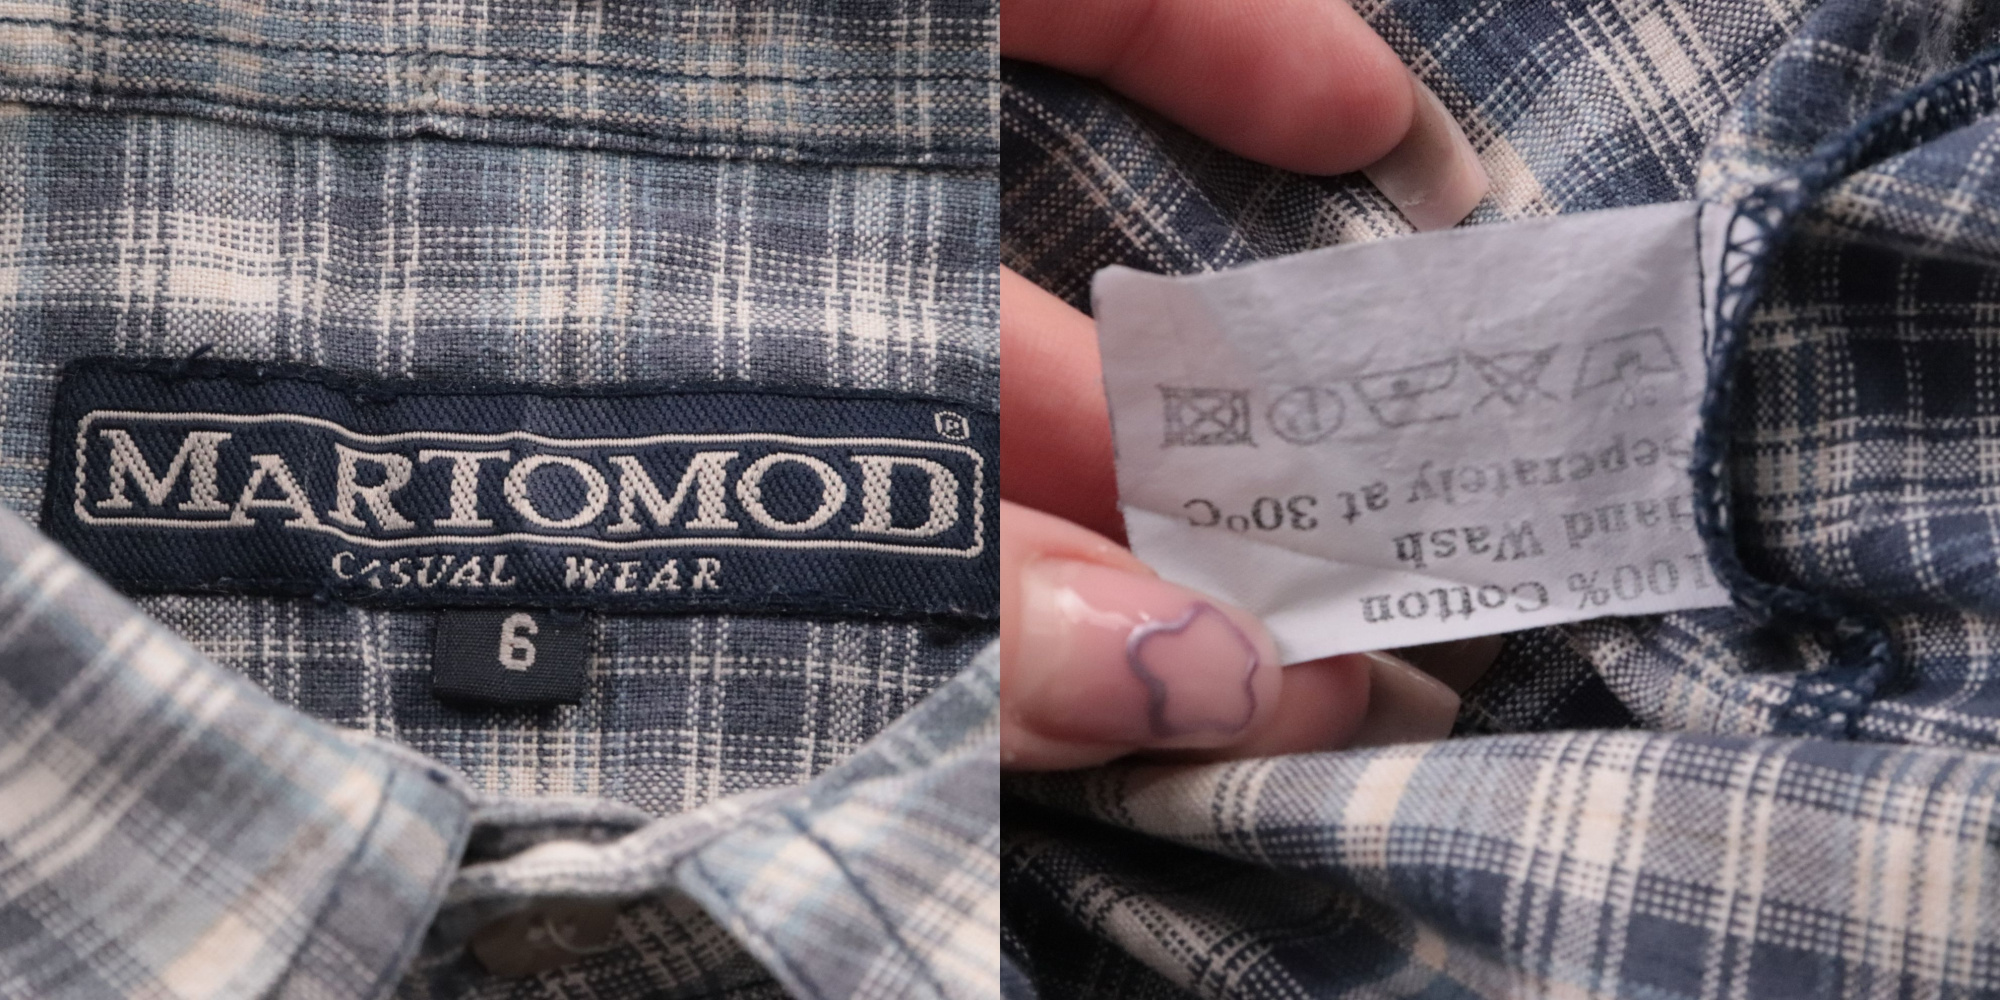 MARTOMOD
®
CASUAL WEAR
6
100% Cotton
Hand Wash
Seperately at 30°C